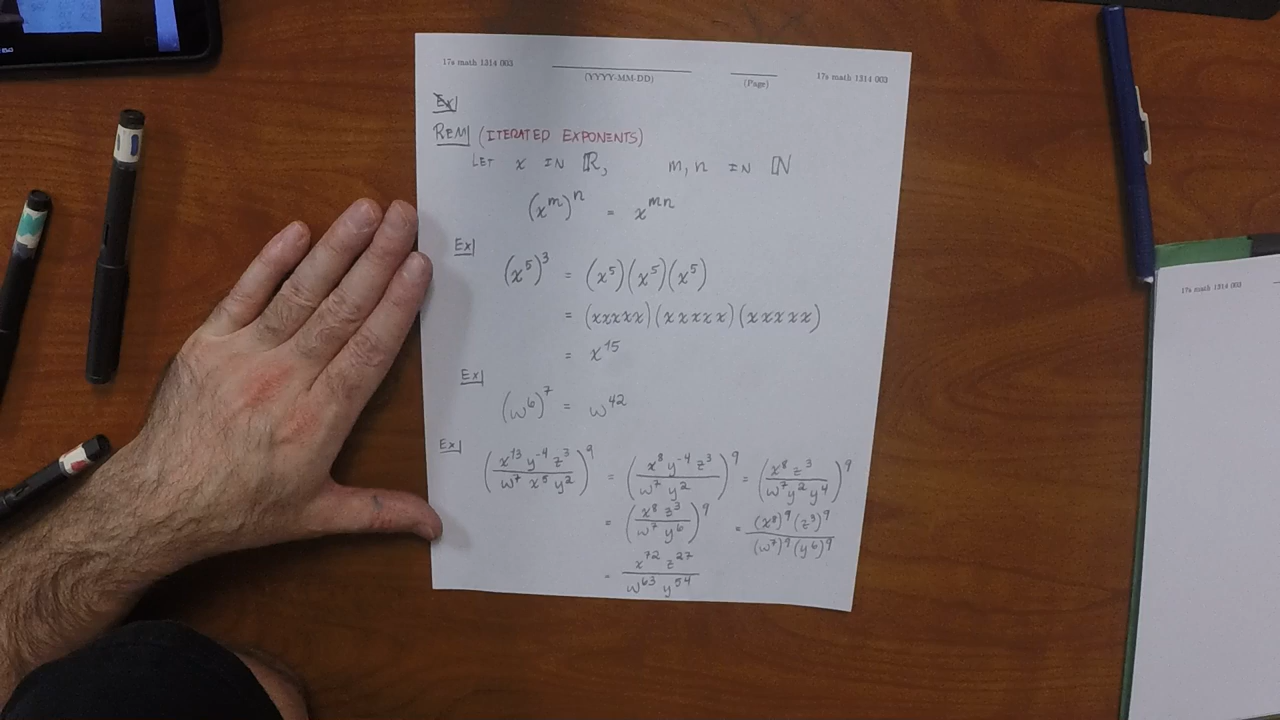 17s math 1314 003 (YYYY-MM-DD) (Page) 17s math 1314 003
Ex
REM (ITERATED EXPONENTS)
LET x IN ℝ, m, n IN ℕ
(x^m)^n = x^{mn}
Ex
(x^5)^3 = (x^5)(x^5)(x^5)
= (xxxxx)(xxxxx)(xxxxx)
= x^{15}
Ex
(w^6)^7 = w^{42}
Ex
(x^{13} y^{-4} z^3 / w^7 x^5 y^2)^9 = (x^8 y^{-4} z^3 / w^7 y^2)^9 = (x^8 z^3 / w^7 y^2 y^4)^9
= (x^8 z^3 / w^7 y^6)^9 = (x^8)^9 (z^3)^9 / (w^7)^9 (y^6)^9
= x^{72} z^{27} / w^{63} y^{54}
17s math 1314 003